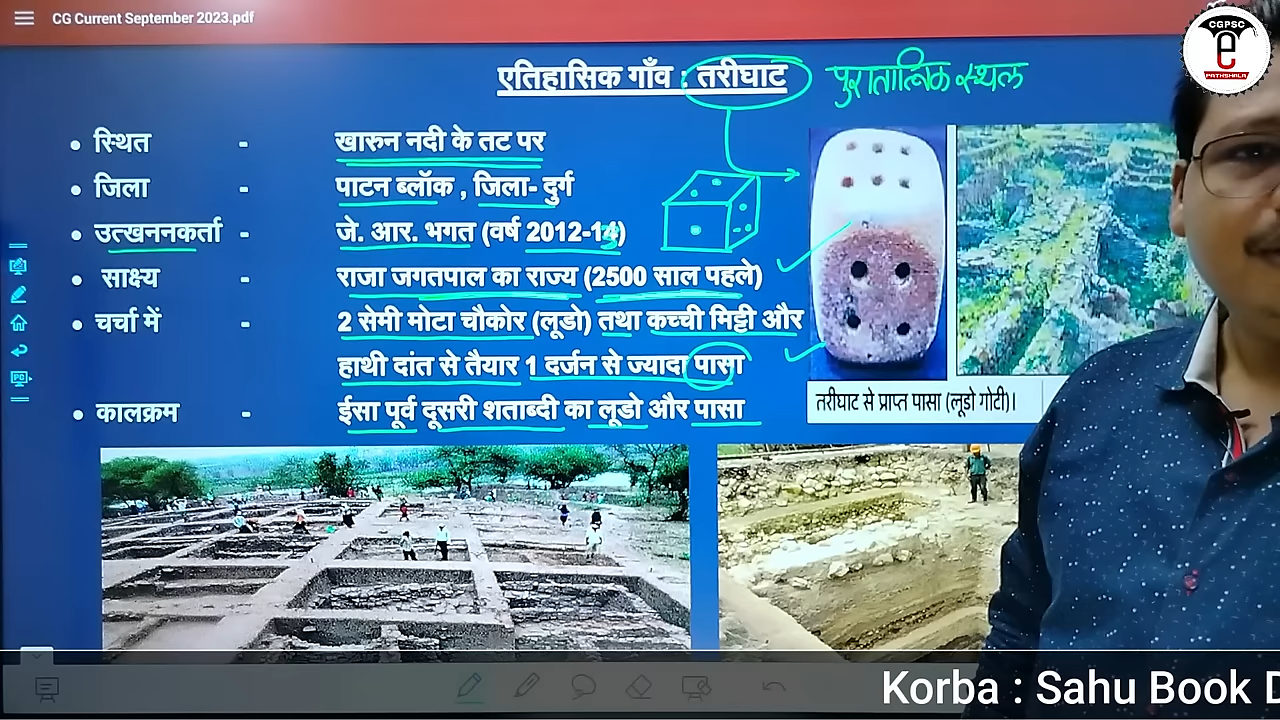 CG Current September 2023.pdf
CGPSC
e
PATHSHALA
एतिहासिक गाँव : तरीघाट पुरातात्विक स्थल
• स्थित - खारुन नदी के तट पर
• जिला - पाटन ब्लॉक , जिला- दुर्ग
• उत्खननकर्ता - जे. आर. भगत (वर्ष 2012-13)
• साक्ष्य - राजा जगतपाल का राज्य (2500 साल पहले)
• चर्चा में - 2 सेमी मोटा चौकोर (लूडो) तथा कच्ची मिट्टी और
हाथी दांत से तैयार 1 दर्जन से ज्यादा पासा
• कालक्रम - ईसा पूर्व दूसरी शताब्दी का लूडो और पासा
तरीघाट से प्राप्त पासा (लूडो गोटी)।
PC
Korba : Sahu Book D